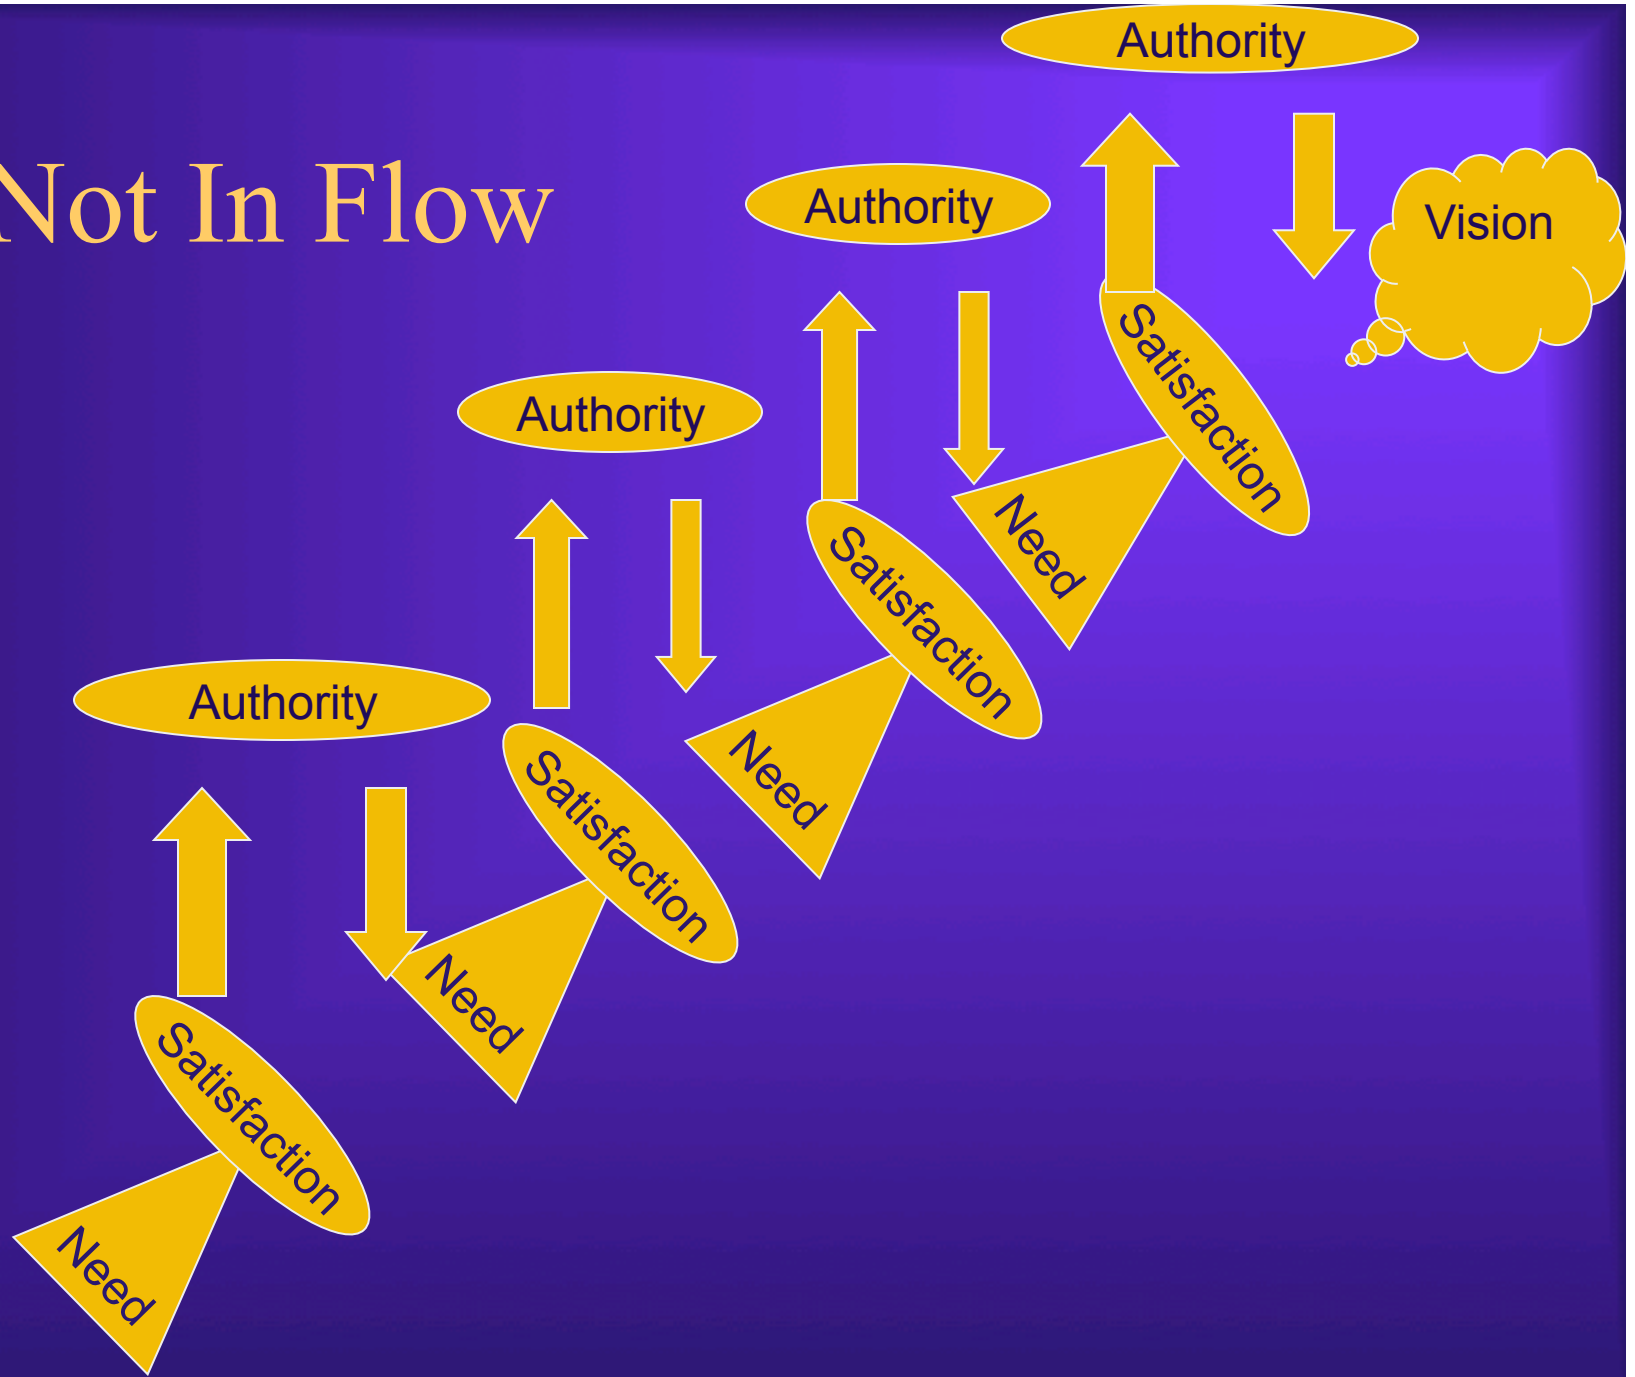 Authority
Not In Flow
Authority
Vision
Satisfaction
Authority
Need
Satisfaction
Authority
Need
Satisfaction
Need
Satisfaction
Need